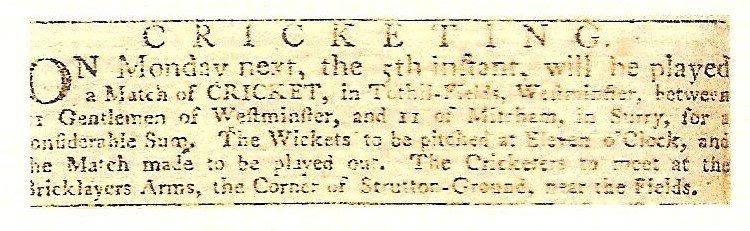 CRICKETING.
ON Monday next, the 5th inſtant, will be played
a Match of CRICKET, in Tothil-Fields, Weſtminſter, between
11 Gentlemen of Weſtminſter, and 11 of Mitcham, in Surry, for a
onſiderable Sum. The Wickets to be pitched at Eleven o'Clock, and
he Match made to be played out. The Cricketers to meet at the
Bricklayers Arms, the Corner of Strutton-Ground, near the Fields.